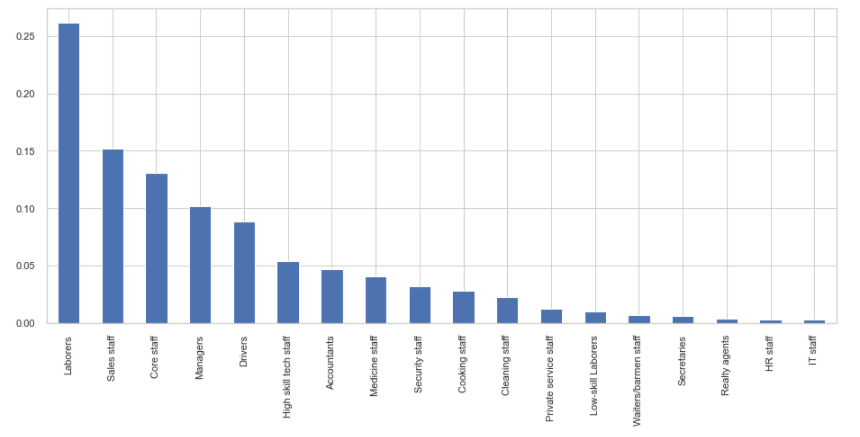 0.25
0.20
0.15
0.10
0.05
0.00
Laborers
Sales staff
Core staff
Managers
Drivers
High skill tech staff
Accountants
Medicine staff
Security staff
Cooking staff
Cleaning staff
Private service staff
Low-skill Laborers
Waiters/barmen staff
Secretaries
Realty agents
HR staff
IT staff